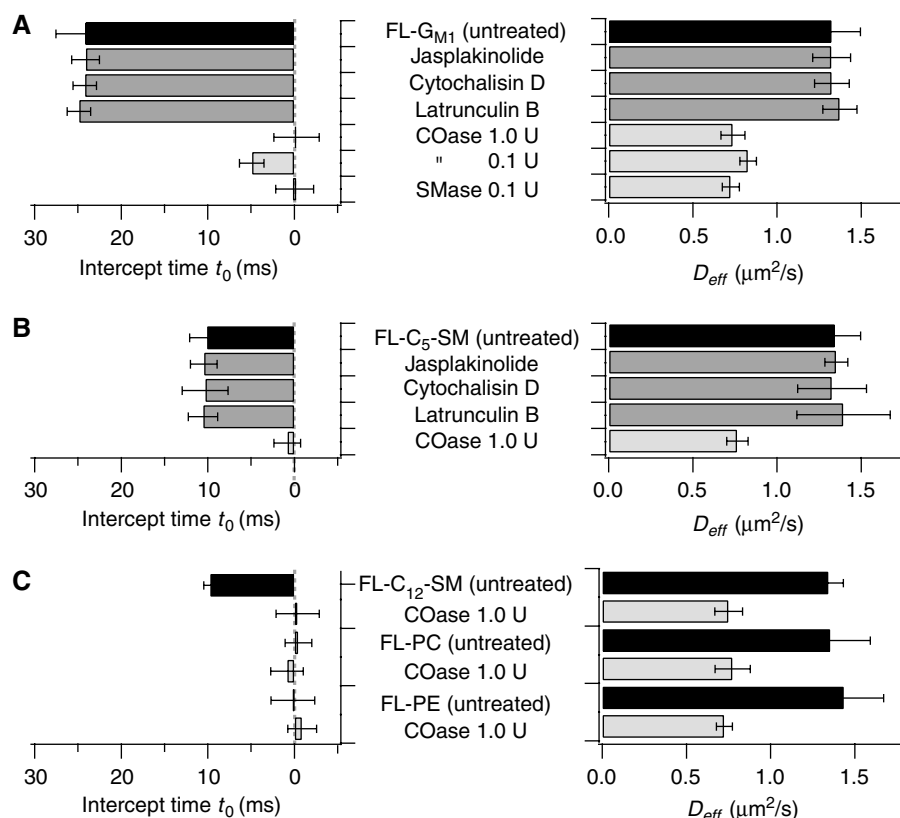 A
FL-G_M1 (untreated)
Jasplakinolide
Cytochalisin D
Latrunculin B
COase 1.0 U
" 0.1 U
SMase 0.1 U
30 20 10 0
Intercept time t₀ (ms)
0.0 0.5 1.0 1.5
D_eff (μm²/s)
B
FL-C₅-SM (untreated)
Jasplakinolide
Cytochalisin D
Latrunculin B
COase 1.0 U
30 20 10 0
Intercept time t₀ (ms)
0.0 0.5 1.0 1.5
D_eff (μm²/s)
C
FL-C₁₂-SM (untreated)
COase 1.0 U
FL-PC (untreated)
COase 1.0 U
FL-PE (untreated)
COase 1.0 U
30 20 10 0
Intercept time t₀ (ms)
0.0 0.5 1.0 1.5
D_eff (μm²/s)